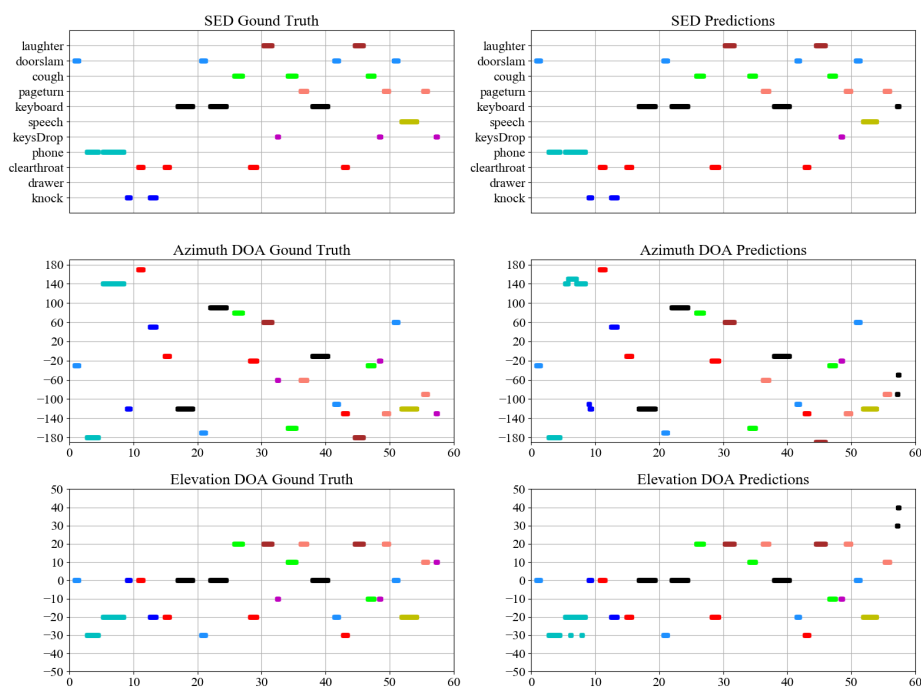 SED Gound Truth
laughter
doorslam
cough
pageturn
keyboard
speech
keysDrop
phone
clearthroat
drawer
knock
SED Predictions
laughter
doorslam
cough
pageturn
keyboard
speech
keysDrop
phone
clearthroat
drawer
knock
Azimuth DOA Gound Truth
180
140
100
60
20
−20
−60
−100
−140
−180
0 10 20 30 40 50 60
Azimuth DOA Predictions
180
140
100
60
20
−20
−60
−100
−140
−180
0 10 20 30 40 50 60
Elevation DOA Gound Truth
50
40
30
20
10
0
−10
−20
−30
−40
−50
0 10 20 30 40 50 60
Elevation DOA Predictions
50
40
30
20
10
0
−10
−20
−30
−40
−50
0 10 20 30 40 50 60